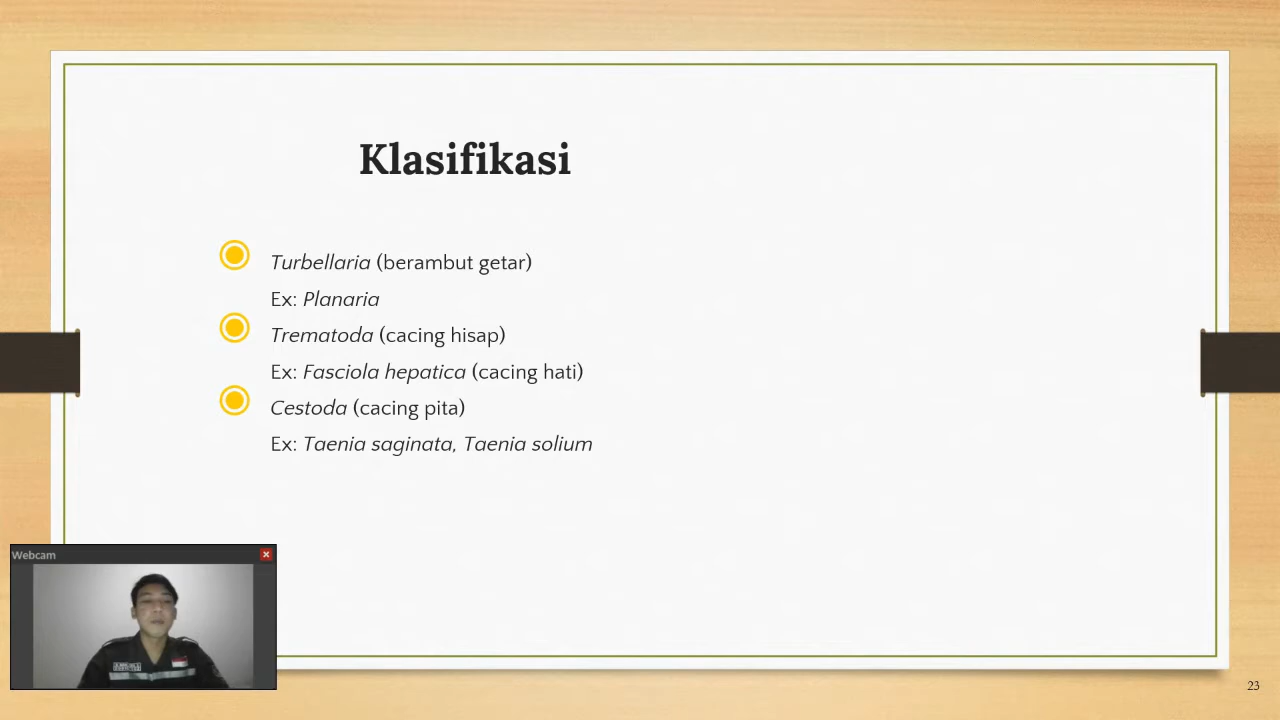 Klasifikasi
Turbellaria (berambut getar)
Ex: Planaria
Trematoda (cacing hisap)
Ex: Fasciola hepatica (cacing hati)
Cestoda (cacing pita)
Ex: Taenia saginata, Taenia solium
Webcam
23